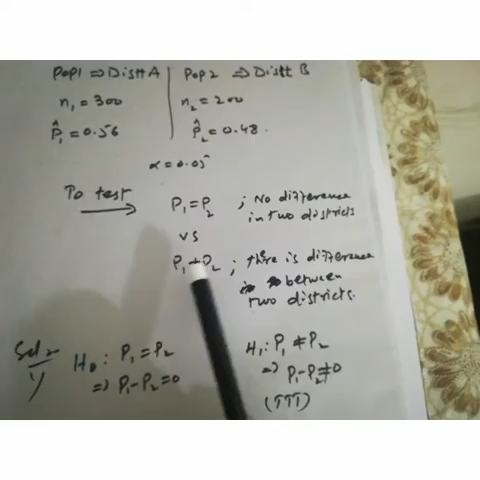 Pop1 ⇒ Distt A | Pop2 ⇒ Distt B
n₁ = 300 | n₂ = 200
P̂₁ = 0.56 | P̂₂ = 0.48.
α = 0.05
To test → P₁ = P₂ ; No difference
in two districts
vs
P₁ ≠ P₂ ; there is difference
between
two districts.
Sol: H₀: P₁ = P₂
⇒ P₁ - P₂ = 0
1)
H₁: P₁ ≠ P₂
⇒ P₁ - P₂ ≠ 0
(TTT)